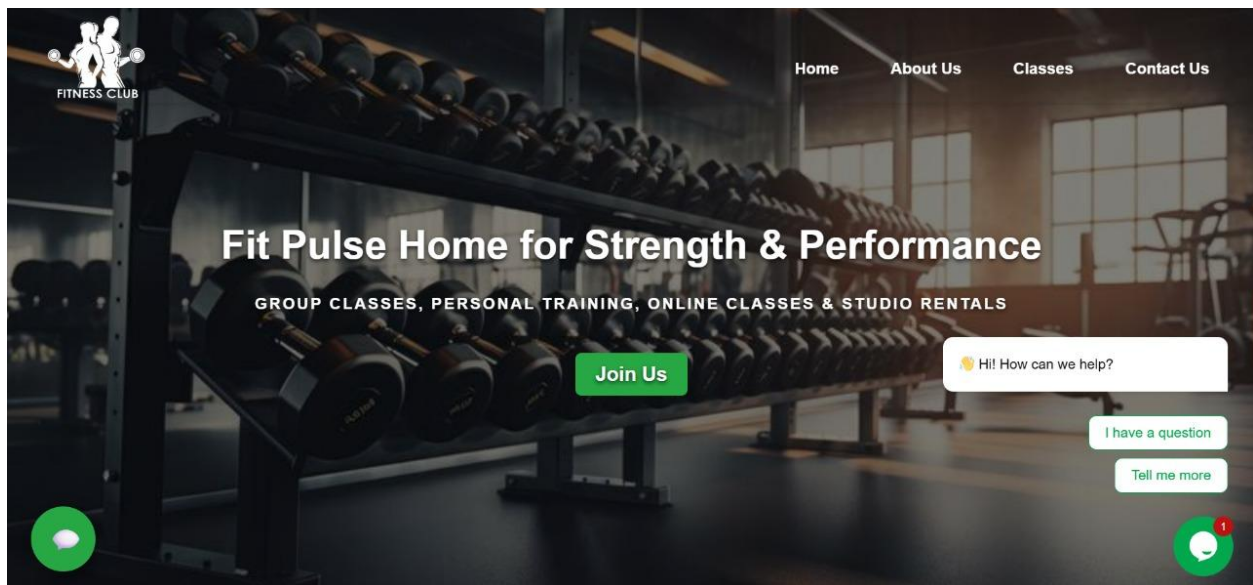 FITNESS CLUB
Home About Us Classes Contact Us
Fit Pulse Home for Strength & Performance
GROUP CLASSES, PERSONAL TRAINING, ONLINE CLASSES & STUDIO RENTALS
Join Us
👋 Hi! How can we help?
I have a question
Tell me more
1